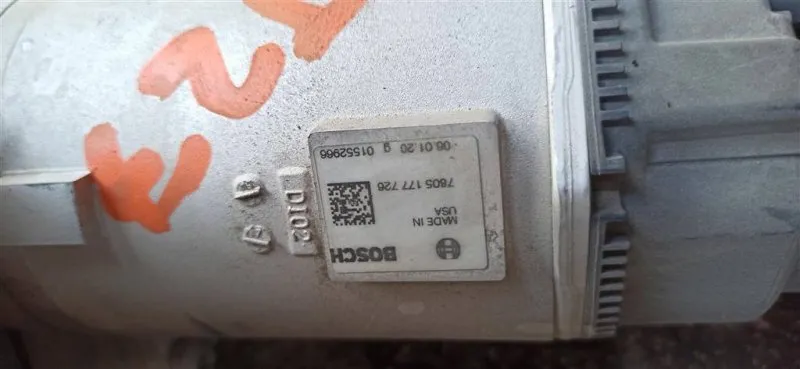 BOSCH
MADE IN
USA
7805 177 726
06.01.20 g 01552966
D102